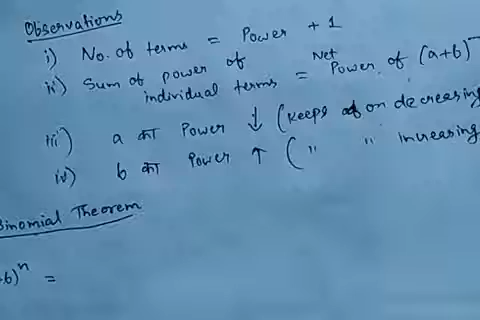 Observations
i) No. of terms = Power + 1
ii) Sum of power of individual terms = Net Power of (a+b)ⁿ
iii) a का Power ↓ (Keeps on decreasing
iv) b का Power ↑ ( " " increasing
Binomial Theorem
+b)ⁿ =